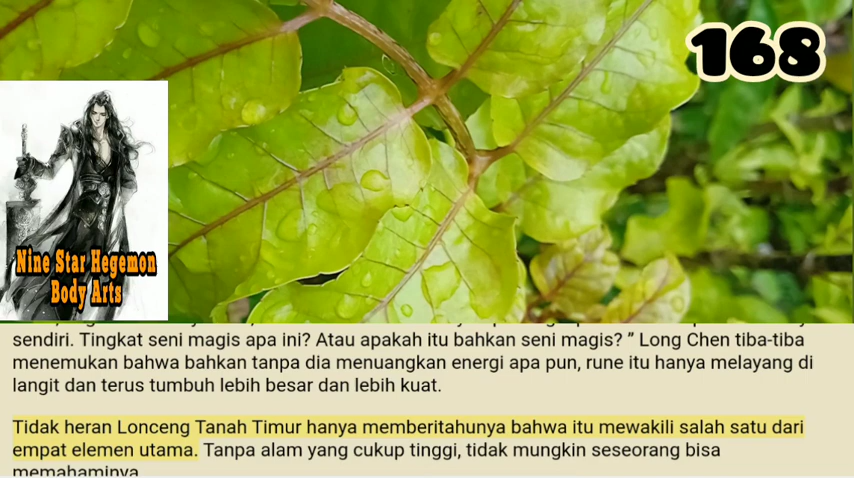 168
Nine Star Hegemon
Body Arts
sendiri. Tingkat seni magis apa ini? Atau apakah itu bahkan seni magis? ” Long Chen tiba-tiba
menemukan bahwa bahkan tanpa dia menuangkan energi apa pun, rune itu hanya melayang di
langit dan terus tumbuh lebih besar dan lebih kuat.
Tidak heran Lonceng Tanah Timur hanya memberitahunya bahwa itu mewakili salah satu dari
empat elemen utama. Tanpa alam yang cukup tinggi, tidak mungkin seseorang bisa
memahaminya.